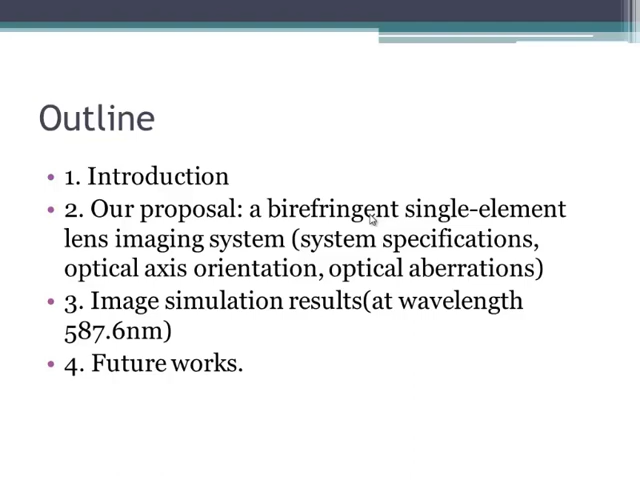 Outline
• 1. Introduction
• 2. Our proposal: a birefringent single-element
lens imaging system (system specifications,
optical axis orientation, optical aberrations)
• 3. Image simulation results(at wavelength
587.6nm)
• 4. Future works.